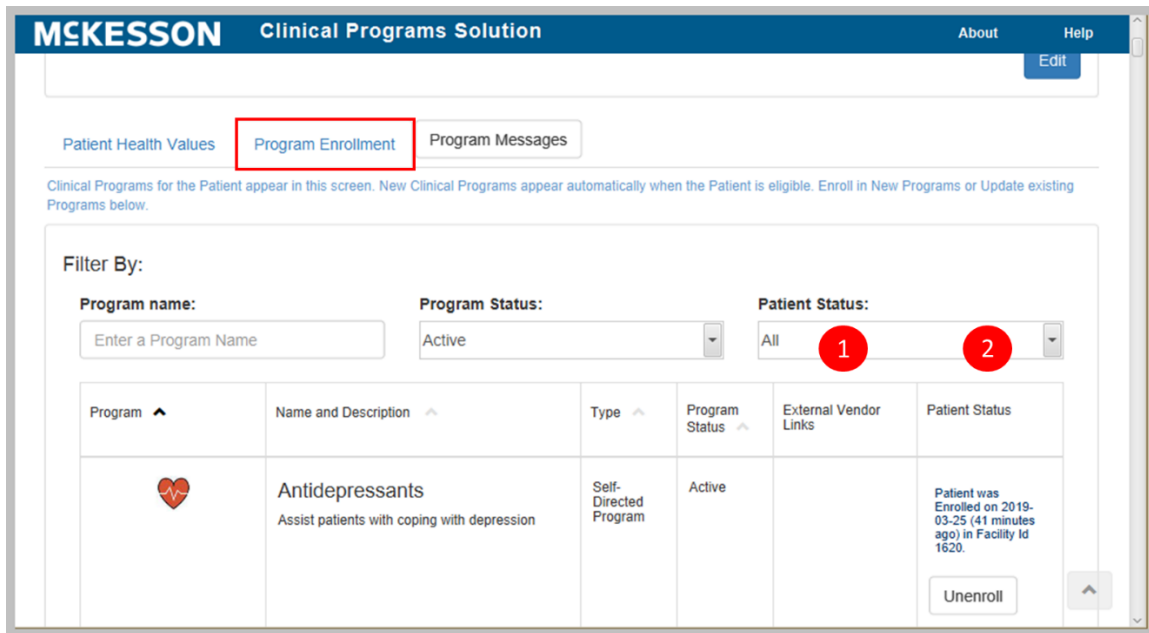 MCKESSON Clinical Programs Solution About Help
Edit
Patient Health Values Program Enrollment Program Messages
Clinical Programs for the Patient appear in this screen. New Clinical Programs appear automatically when the Patient is eligible. Enroll in New Programs or Update existing
Programs below.
Filter By:
Program name: Program Status: Patient Status:
Enter a Program Name Active All 1 2
Program Name and Description Type Program Status External Vendor Links Patient Status
Antidepressants
Assist patients with coping with depression
Self-
Directed
Program
Active
Patient was
Enrolled on 2019-
03-25 (41 minutes
ago) in Facility Id
1620.
Unenroll